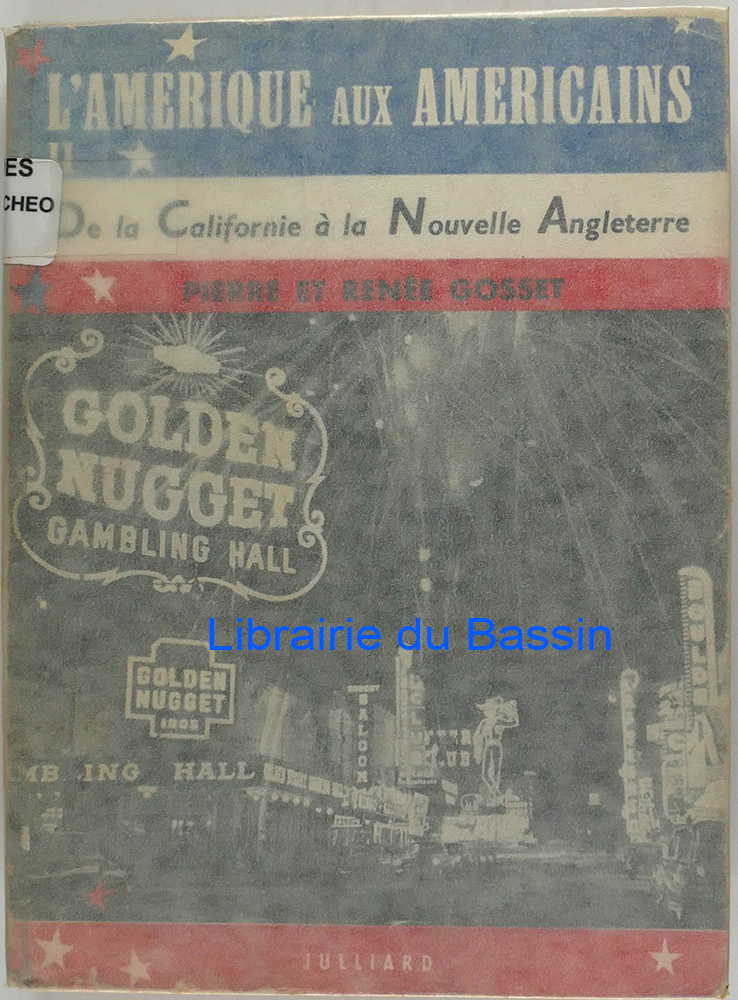 L'AMERIQUE AUX AMERICAINS
II
ES
CHEO
De la Californie à la Nouvelle Angleterre
PIERRE ET RENÉE GOSSET
GOLDEN
NUGGET
GAMBLING HALL
Librairie du Bassin
GOLDEN
NUGGET
1905
MB ING HALL
SALOON
JULLIARD